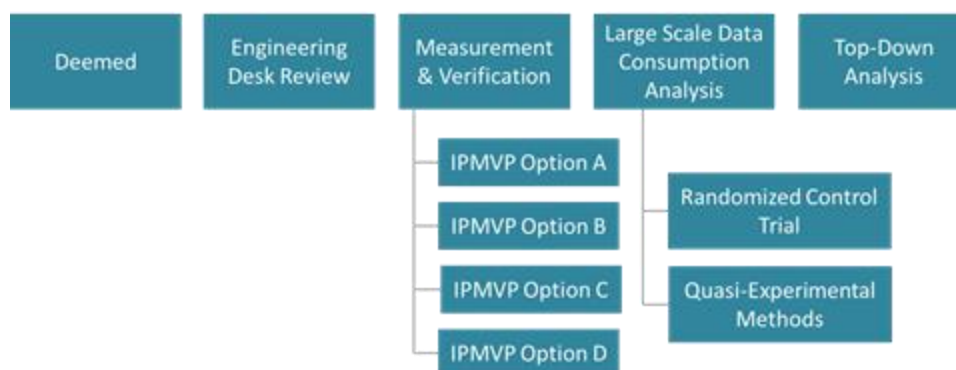 Deemed
Engineering
Desk Review
Measurement
& Verification
Large Scale Data
Consumption
Analysis
Top-Down
Analysis
IPMVP Option A
IPMVP Option B
IPMVP Option C
IPMVP Option D
Randomized Control
Trial
Quasi-Experimental
Methods